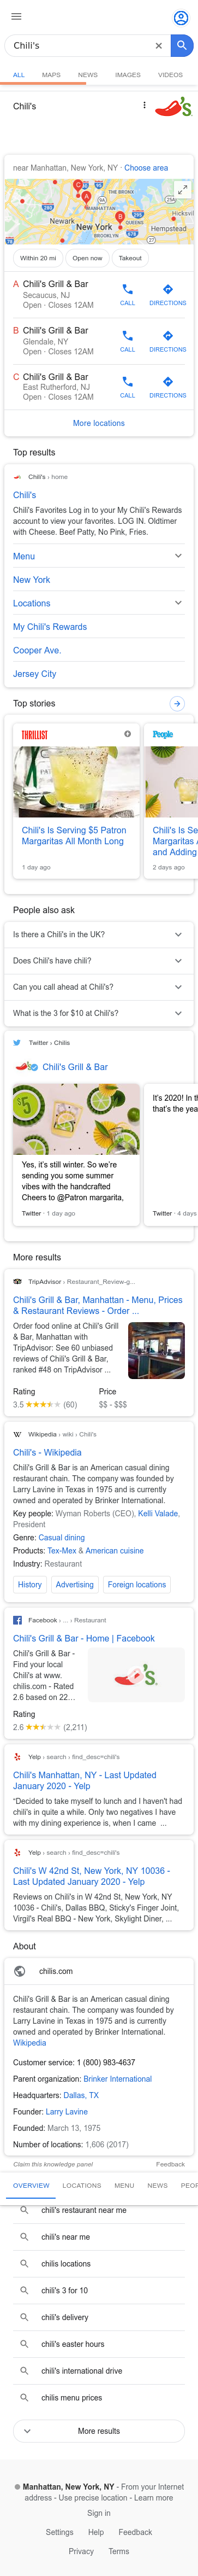 Chili's
ALL MAPS NEWS IMAGES VIDEOS
Chili's
near Manhattan, New York, NY · Choose area
THE BRONX
MANHATTAN
Newark
New York
BROOKLYN
QUEENS
Hicksvil
Hempstead
Within 20 mi Open now Takeout
A Chili's Grill & Bar
Secaucus, NJ
Open · Closes 12AM
CALL DIRECTIONS
B Chili's Grill & Bar
Glendale, NY
Open · Closes 12AM
CALL DIRECTIONS
C Chili's Grill & Bar
East Rutherford, NJ
Open · Closes 12AM
CALL DIRECTIONS
More locations
Top results
Chili's › home
Chili's
Chili's Favorites Log in to your My Chili's Rewards
account to view your favorites. LOG IN. Oldtimer
with Cheese. Beef Patty, No Pink, Fries.
Menu
New York
Locations
My Chili's Rewards
Cooper Ave.
Jersey City
Top stories
THRILLIST
Chili's Is Serving $5 Patron
Margaritas All Month Long
1 day ago
People
Chili's Is Se
Margaritas A
and Adding
2 days ago
People also ask
Is there a Chili's in the UK?
Does Chili's have chili?
Can you call ahead at Chili's?
What is the 3 for $10 at Chili's?
Twitter › Chilis
Chili's Grill & Bar
$5
Yes, it's still winter. So we're
sending you some summer
vibes with the handcrafted
Cheers to @Patron margarita,
Twitter · 1 day ago
It's 2020! In th
that's the yea
Twitter · 4 days
More results
TripAdvisor › Restaurant_Review-g...
Chili's Grill & Bar, Manhattan - Menu, Prices
& Restaurant Reviews - Order ...
Order food online at Chili's Grill
& Bar, Manhattan with
TripAdvisor: See 60 unbiased
reviews of Chili's Grill & Bar,
ranked #48 on TripAdvisor ...
Rating Price
3.5 (60) $$ - $$$
Wikipedia › wiki › Chili's
Chili's - Wikipedia
Chili's Grill & Bar is an American casual dining
restaurant chain. The company was founded by
Larry Lavine in Texas in 1975 and is currently
owned and operated by Brinker International.
Key people: Wyman Roberts (CEO), Kelli Valade,
President
Genre: Casual dining
Products: Tex-Mex & American cuisine
Industry: Restaurant
History Advertising Foreign locations
Facebook › ... › Restaurant
Chili's Grill & Bar - Home | Facebook
Chili's Grill & Bar -
Find your local
Chili's at www.
chilis.com - Rated
2.6 based on 22...
Rating
2.6 (2,211)
Yelp › search › find_desc=chili's
Chili's Manhattan, NY - Last Updated
January 2020 - Yelp
"Decided to take myself to lunch and I haven't had
chili's in quite a while. Only two negatives I have
with my dining experience is, when I came ...
Yelp › search › find_desc=chili's
Chili's W 42nd St, New York, NY 10036 -
Last Updated January 2020 - Yelp
Reviews on Chili's in W 42nd St, New York, NY
10036 - Chili's, Dallas BBQ, Sticky's Finger Joint,
Virgil's Real BBQ - New York, Skylight Diner, ...
About
chilis.com
Chili's Grill & Bar is an American casual dining
restaurant chain. The company was founded by
Larry Lavine in Texas in 1975 and is currently
owned and operated by Brinker International.
Wikipedia
Customer service: 1 (800) 983-4637
Parent organization: Brinker International
Headquarters: Dallas, TX
Founder: Larry Lavine
Founded: March 13, 1975
Number of locations: 1,606 (2017)
Claim this knowledge panel Feedback
OVERVIEW LOCATIONS MENU NEWS PEOP
chili's restaurant near me
chili's near me
chilis locations
chili's 3 for 10
chili's delivery
chili's easter hours
chili's international drive
chilis menu prices
More results
Manhattan, New York, NY - From your Internet
address - Use precise location - Learn more
Sign in
Settings Help Feedback
Privacy Terms